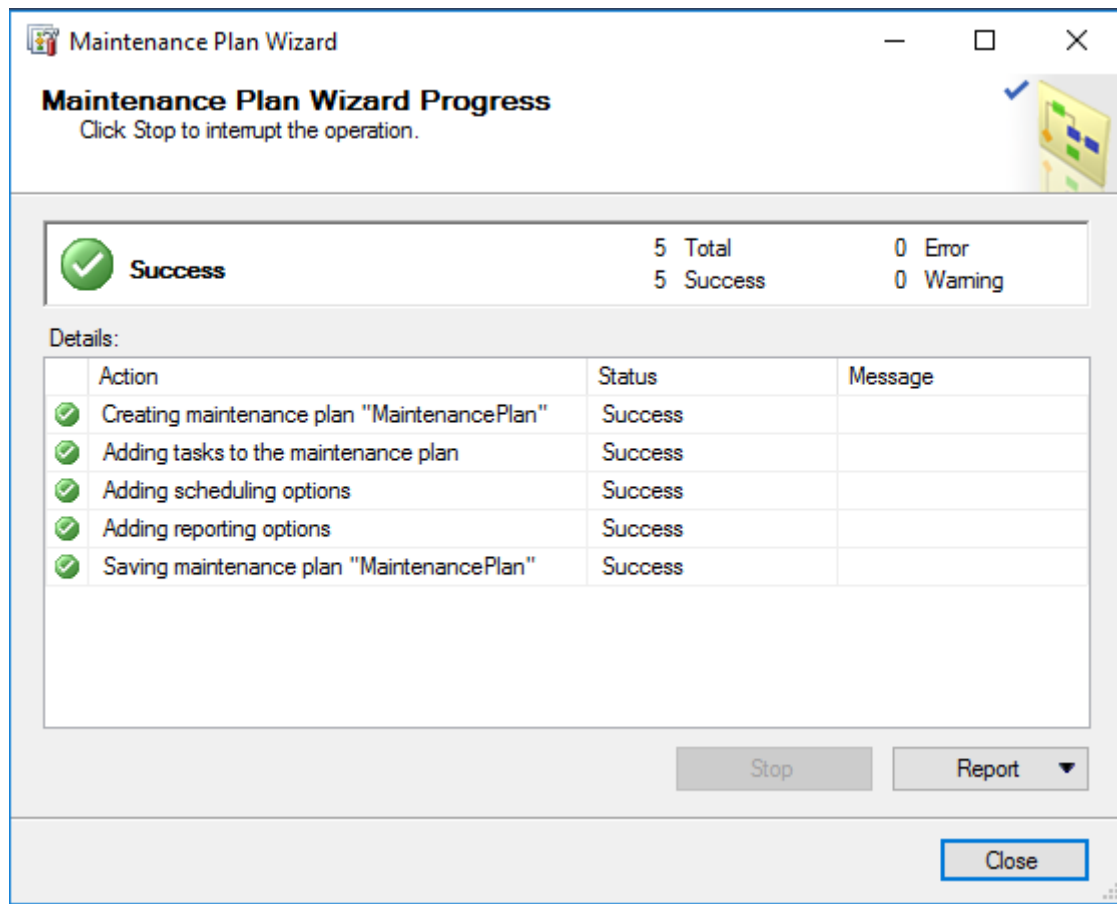 Maintenance Plan Wizard
Maintenance Plan Wizard Progress
Click Stop to interrupt the operation.
Success
5 Total 0 Error
5 Success 0 Warning
Details:
Action Status Message
Creating maintenance plan "MaintenancePlan" Success
Adding tasks to the maintenance plan Success
Adding scheduling options Success
Adding reporting options Success
Saving maintenance plan "MaintenancePlan" Success
Stop Report
Close